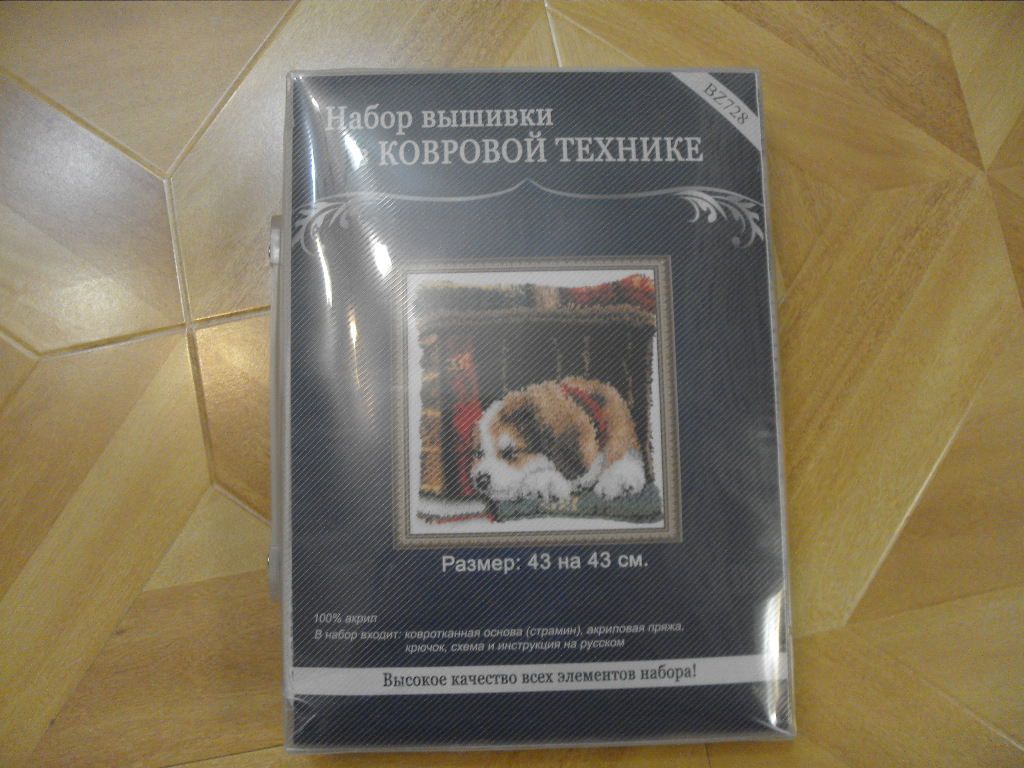 BZ728
Набор вышивки
в КОВРОВОЙ ТЕХНИКЕ
Размер: 43 на 43 см.
100% акрил
В набор входит: ковротканная основа (страмин), акриловая пряжа,
крючок, схема и инструкция на русском
Высокое качество всех элементов набора!